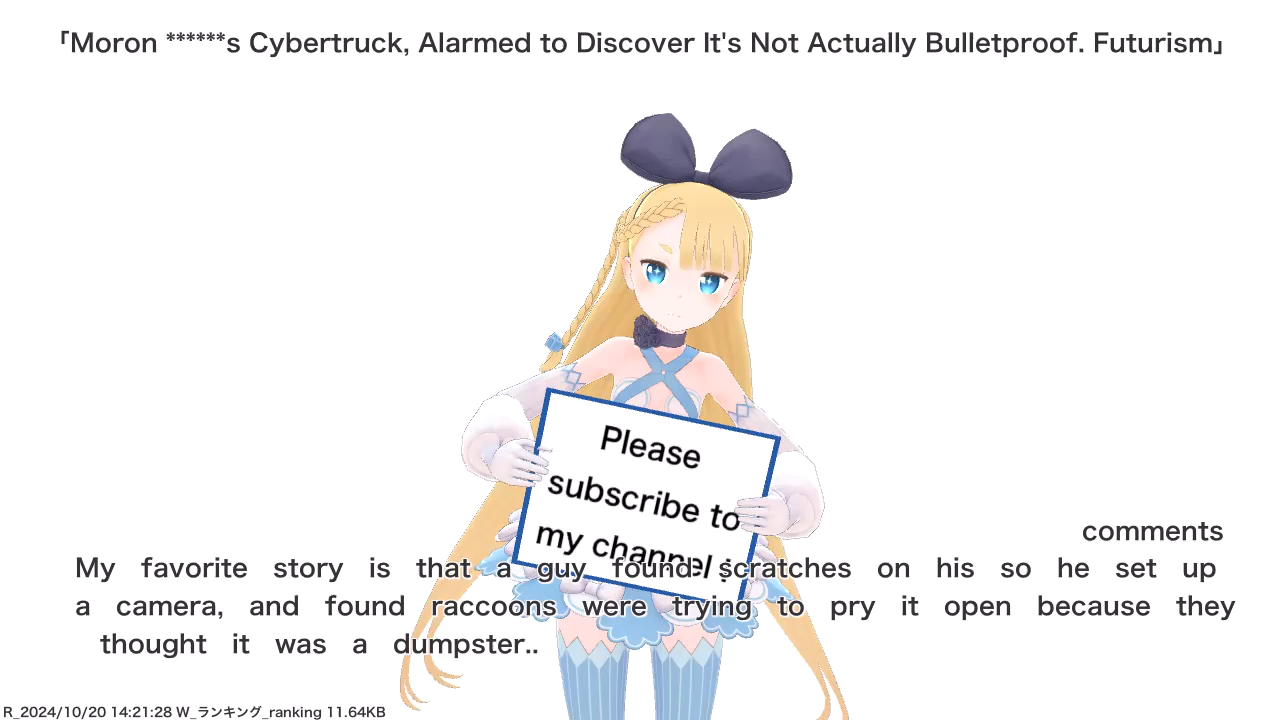 「Moron ******s Cybertruck, Alarmed to Discover It's Not Actually Bulletproof. Futurism」
Please
subscribe to
my channel !
comments
My favorite story is that a guy found scratches on his so he set up
a camera, and found raccoons were trying to pry it open because they
thought it was a dumpster..
R_2024/10/20 14:21:28 W_ランキング_ranking 11.64KB